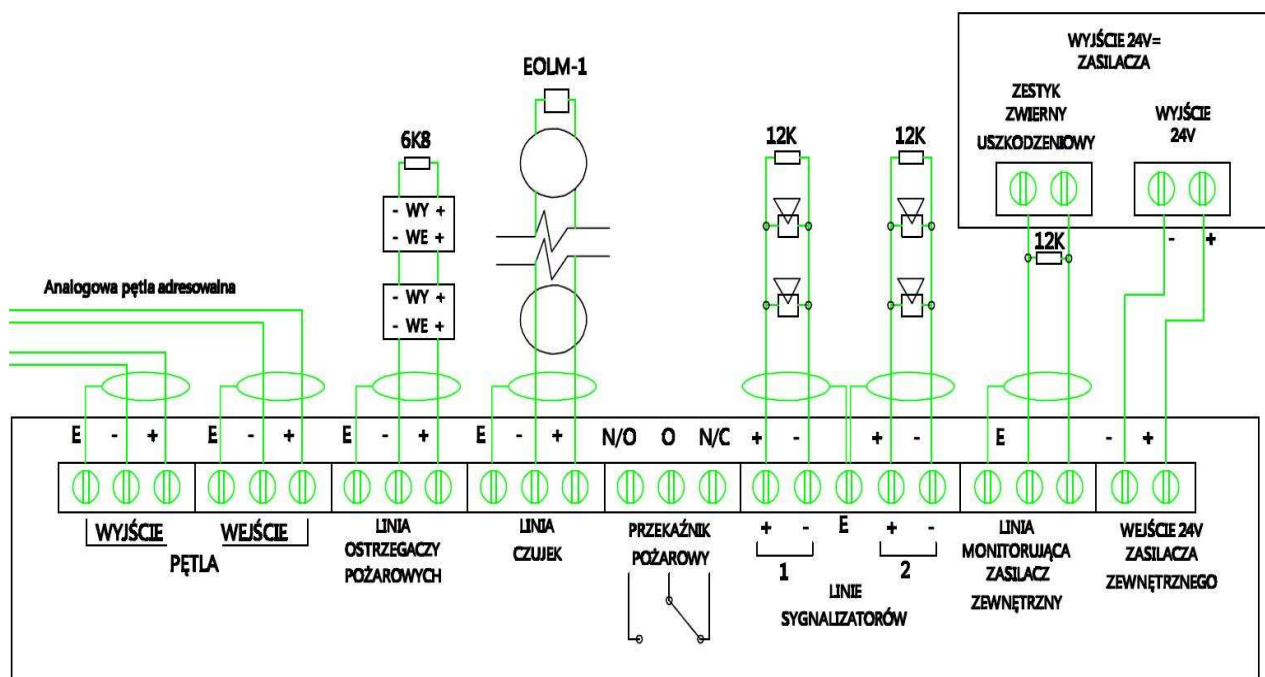 WYJŚCIE 24V=
ZASILACZA
ZESTYK
ZWIERNY
USZKODZENIOWY
WYJŚCIE
24V
EOLM-1
6K8
12K
12K
- WY +
- WE +
- WY +
- WE +
12K
- +
Analogowa pętla adresowalna
E - + E - + E - + E - + N/O O N/C + - + - E - +
+ - E + -
1 2
WYJŚCIE WEJŚCIE
PĘTLA
LINIA
OSTRZEGACZY
POŻAROWYCH
LINIA
CZUJEK
PRZEKAŹNIK
POŻAROWY
LINIE
SYGNALIZATORÓW
LINIA
MONITORUJĄCA
ZASILACZ
ZEWNĘTRZNY
WEJŚCIE 24V
ZASILACZA
ZEWNĘTRZNEGO